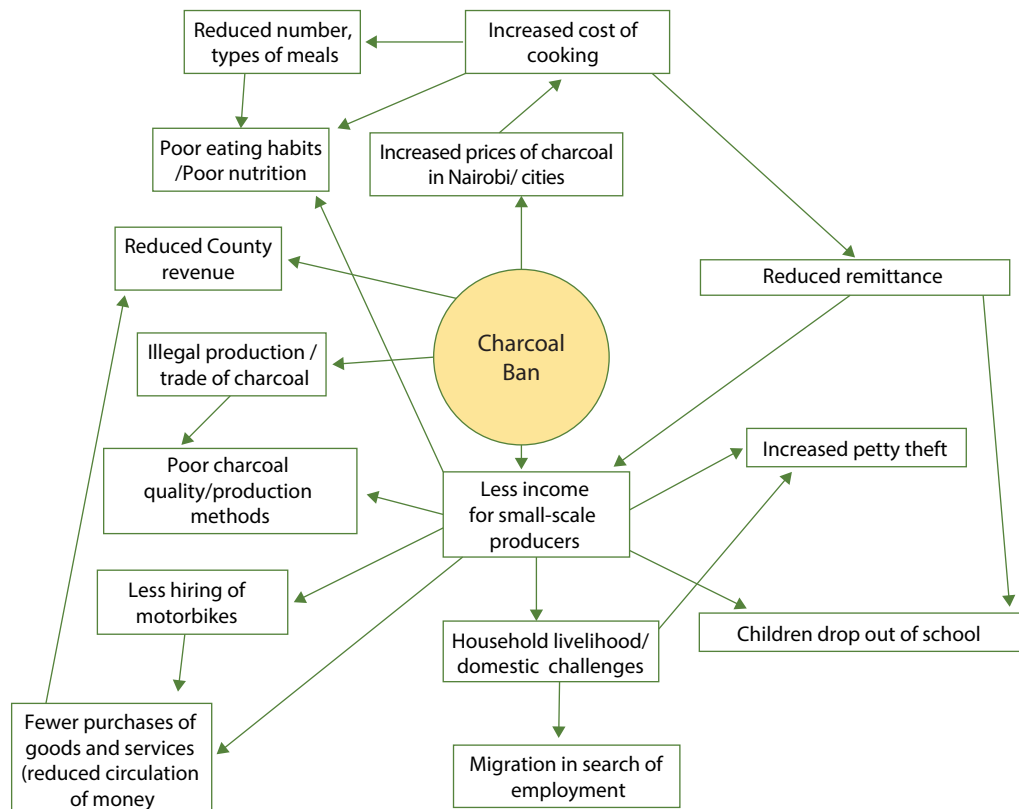 Reduced number,
types of meals
Increased cost of
cooking
Poor eating habits
/Poor nutrition
Increased prices of charcoal
in Nairobi/ cities
Reduced County
revenue
Reduced remittance
Charcoal
Ban
Illegal production /
trade of charcoal
Increased petty theft
Poor charcoal
quality/production
methods
Less income
for small-scale
producers
Less hiring of
motorbikes
Household livelihood/
domestic challenges
Children drop out of school
Fewer purchases of
goods and services
(reduced circulation
of money
Migration in search of
employment